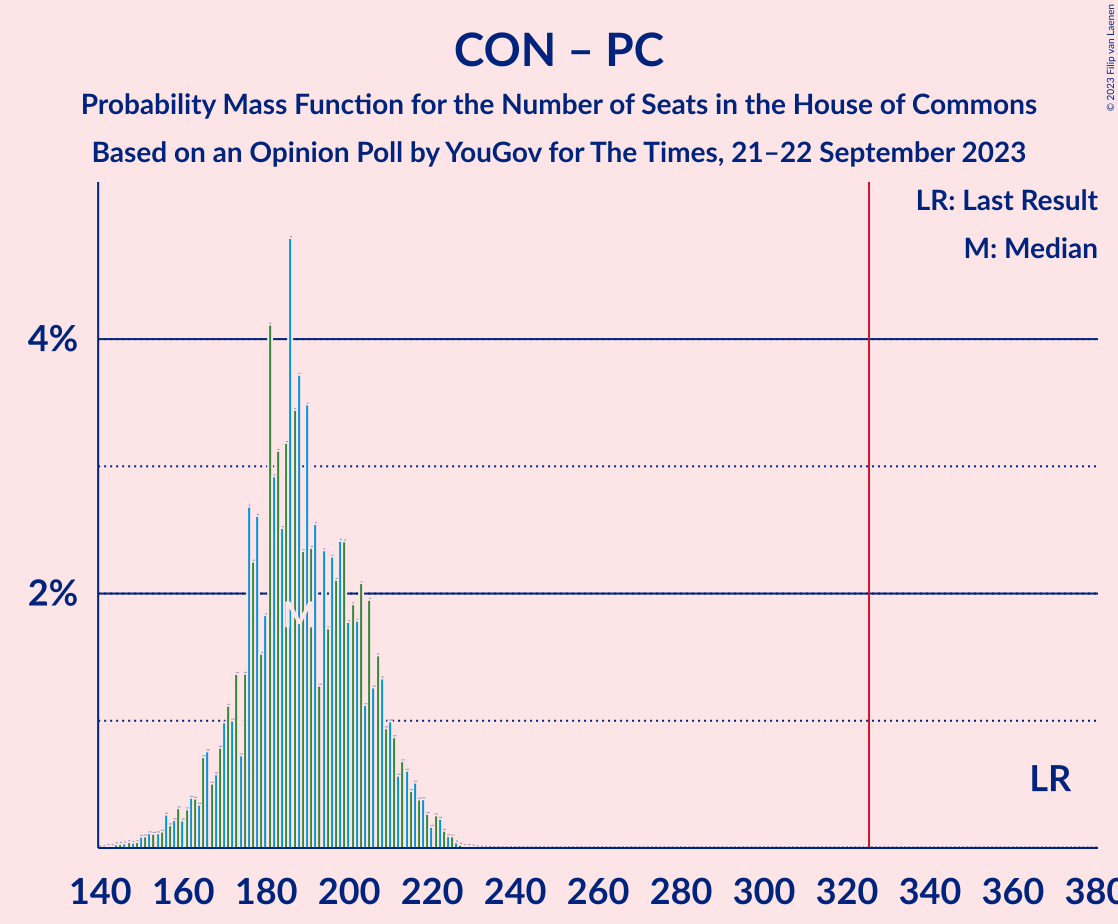 CON – PC
Probability Mass Function for the Number of Seats in the House of Commons
Based on an Opinion Poll by YouGov for The Times, 21–22 September 2023
© 2023 Filip van Laenen
LR: Last Result
M: Median
4%
2%
M
LR
140 160 180 200 220 240 260 280 300 320 340 360 380